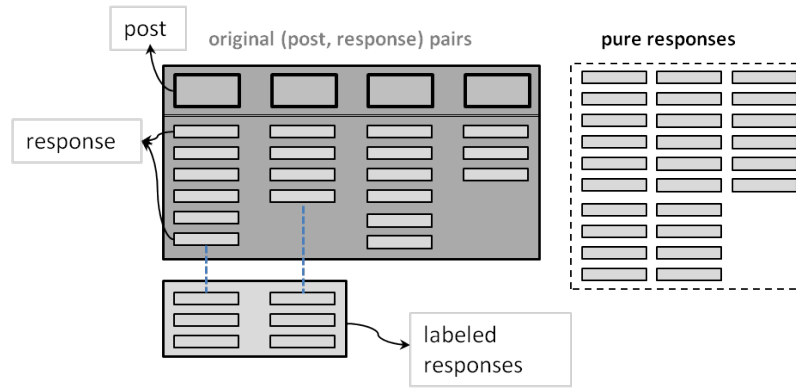 post
original (post, response) pairs
pure responses
response
labeled
responses